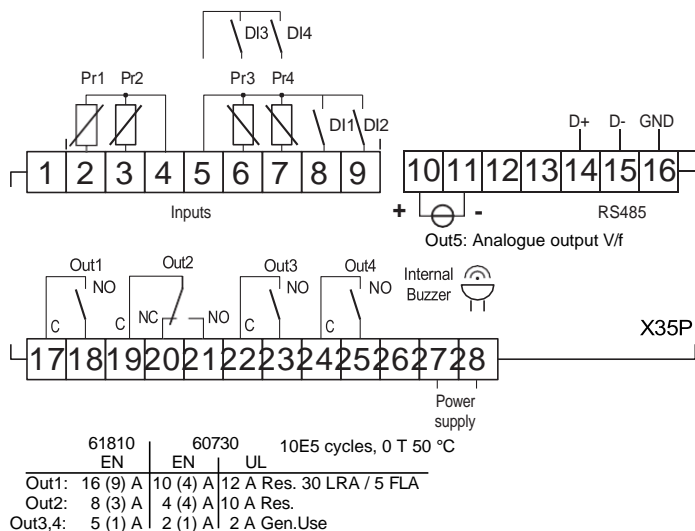 DI3 DI4
Pr1 Pr2 Pr3 Pr4
DI1 DI2
D+ D- GND
1 2 3 4 5 6 7 8 9
10 11 12 13 14 15 16
Inputs
+ - RS485
Out5: Analogue output V/f
Out1 Out2 Out3 Out4
Internal
Buzzer
NO NC NO NO NO
C C C C
X35P
17 18 19 20 21 22 23 24 25 26 27 28
Power
supply
61810 60730 10E5 cycles, 0 T 50 °C
EN EN UL
Out1: 16 (9) A 10 (4) A 12 A Res. 30 LRA / 5 FLA
Out2: 8 (3) A 4 (4) A 10 A Res.
Out3,4: 5 (1) A 2 (1) A 2 A Gen.Use